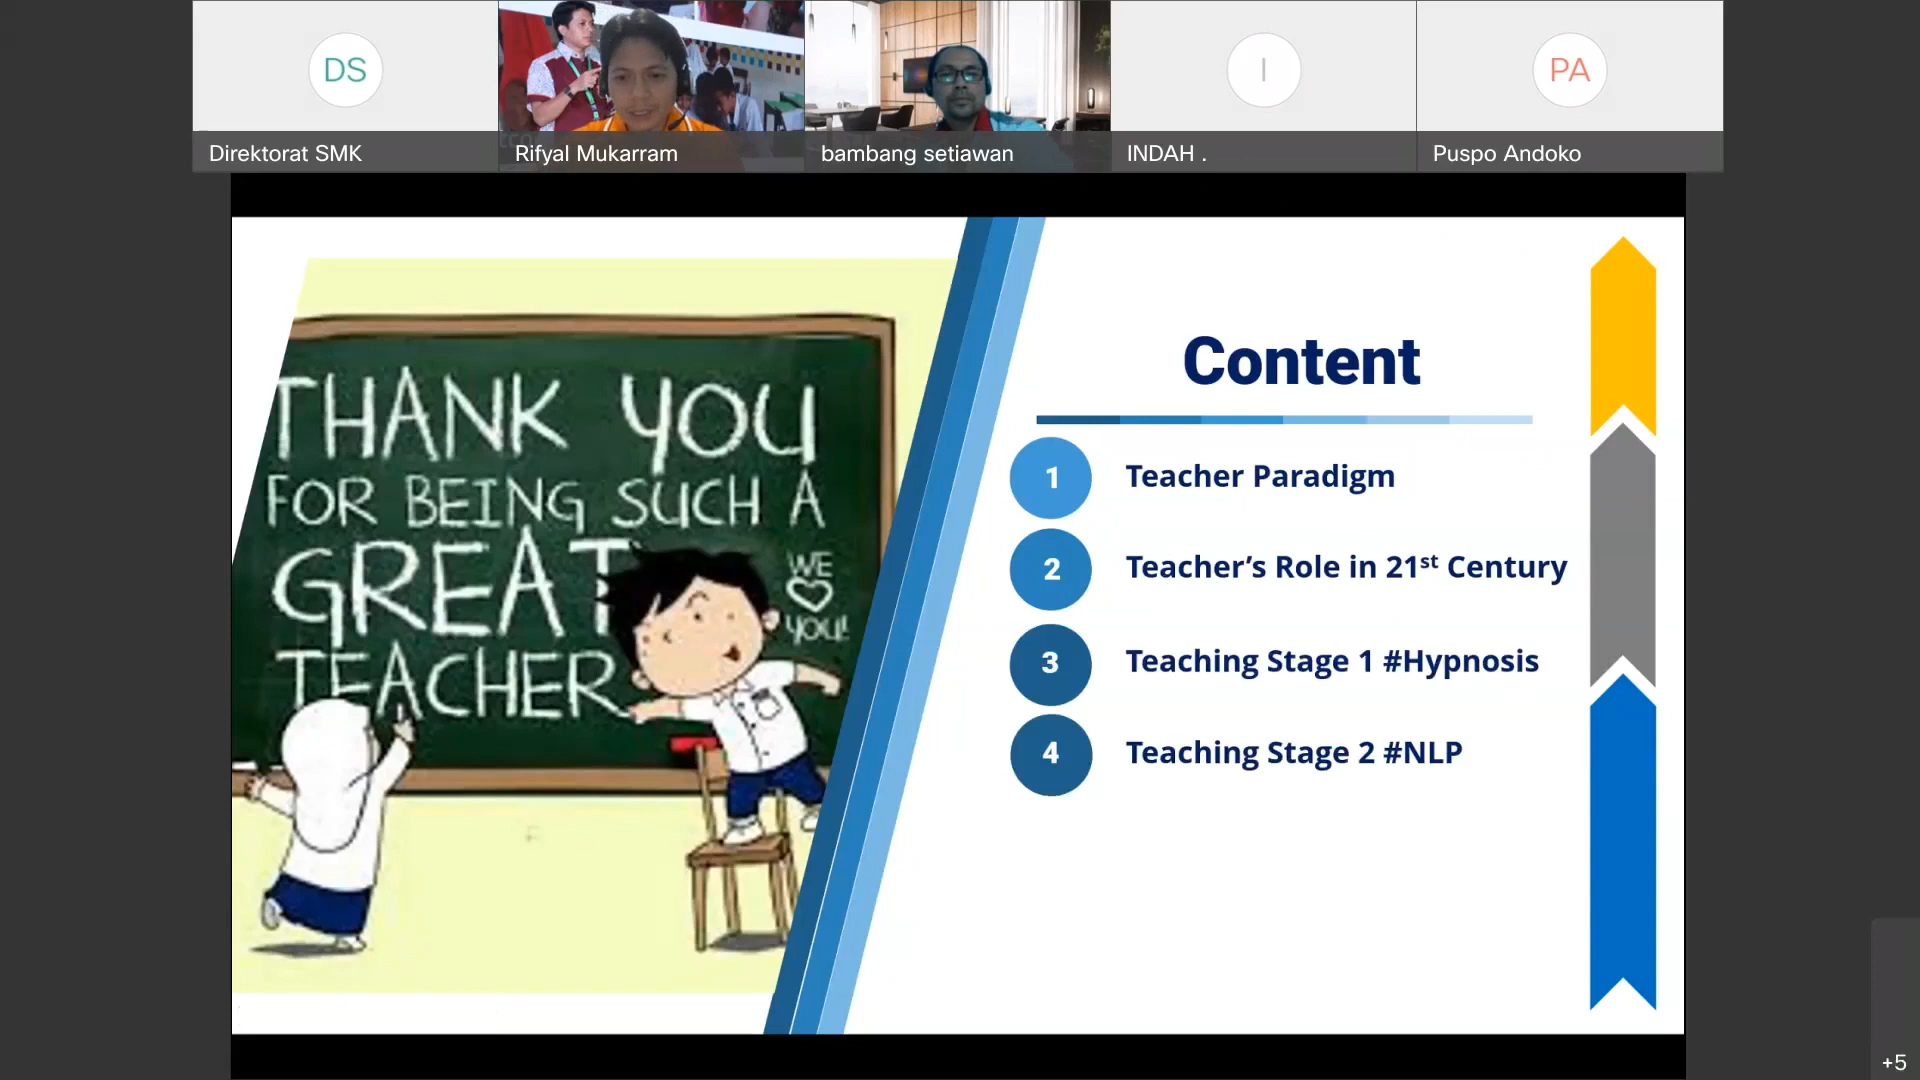 DS
I
PA
Direktorat SMK
Rifyal Mukarram
bambang setiawan
INDAH .
Puspo Andoko
THANK YOU
FOR BEING SUCH A
GREAT
TEACHER
WE
YOU!
Content
1 Teacher Paradigm
2 Teacher’s Role in 21st Century
3 Teaching Stage 1 #Hypnosis
4 Teaching Stage 2 #NLP
+5